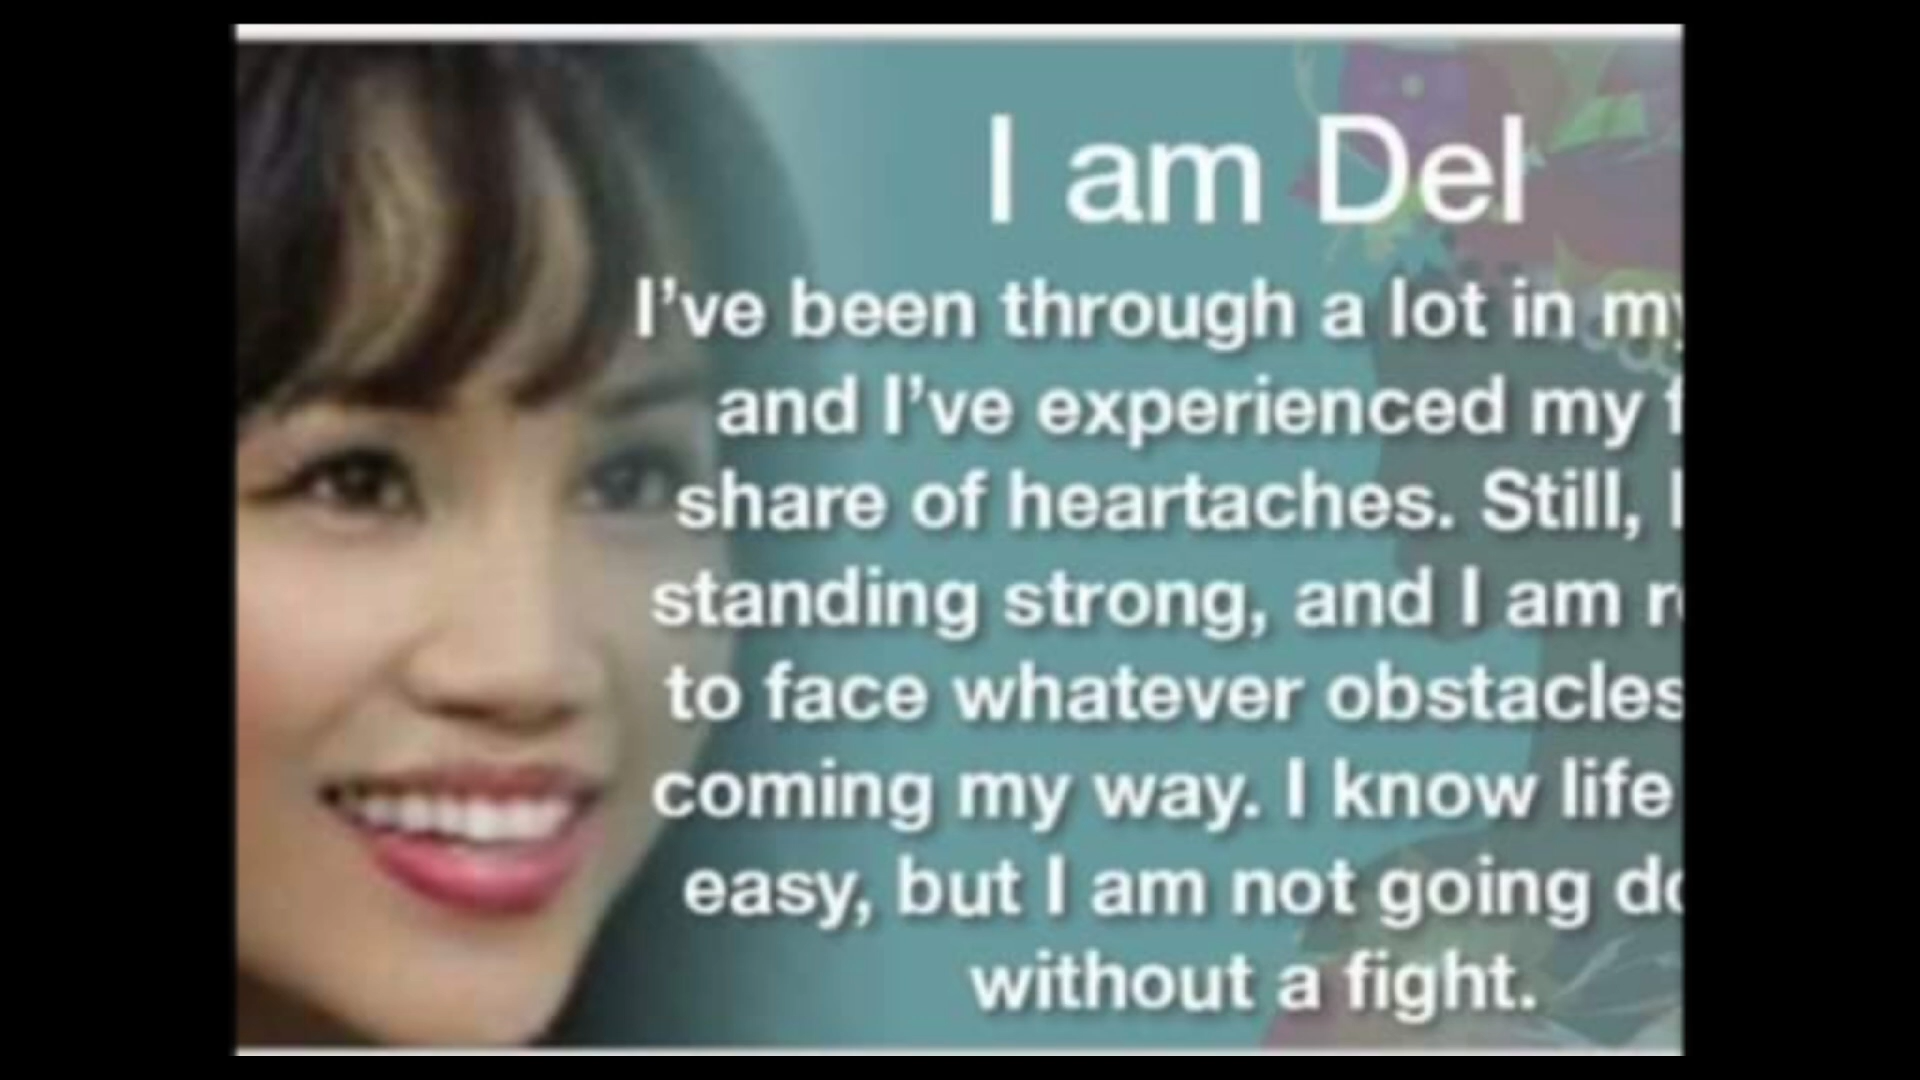 I am Del
I've been through a lot in my
and I've experienced my
share of heartaches. Still,
standing strong, and I am
to face whatever obstacles
coming my way. I know life
easy, but I am not going
without a fight.